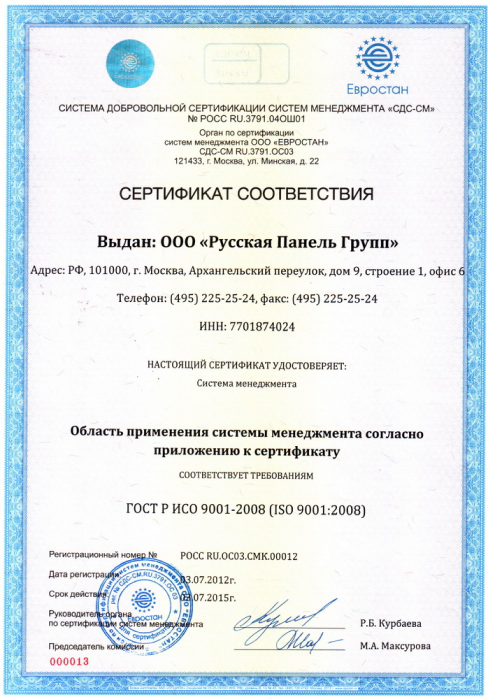 Евростан
СИСТЕМА ДОБРОВОЛЬНОЙ СЕРТИФИКАЦИИ СИСТЕМ МЕНЕДЖМЕНТА «СДС-СМ»
№ РОСС RU.3791.04ОШ01
Орган по сертификации
систем менеджмента ООО «ЕВРОСТАН»
СДС-СМ RU.3791.ОС03
121433, г. Москва, ул. Минская, д. 22
СЕРТИФИКАТ СООТВЕТСТВИЯ
Выдан: ООО «Русская Панель Групп»
Адрес: РФ, 101000, г. Москва, Архангельский переулок, дом 9, строение 1, офис 6
Телефон: (495) 225-25-24, факс: (495) 225-25-24
ИНН: 7701874024
НАСТОЯЩИЙ СЕРТИФИКАТ УДОСТОВЕРЯЕТ:
Система менеджмента
Область применения системы менеджмента согласно
приложению к сертификату
СООТВЕТСТВУЕТ ТРЕБОВАНИЯМ
ГОСТ Р ИСО 9001-2008 (ISO 9001:2008)
Регистрационный номер № РОСС RU.ОС03.СМК.00012
Дата регистрации 03.07.2012г.
Срок действия 03.07.2015г.
Руководитель органа
по сертификации систем менеджмента Р.Б. Курбаева
Председатель комиссии М.А. Максурова
000013
Евростан